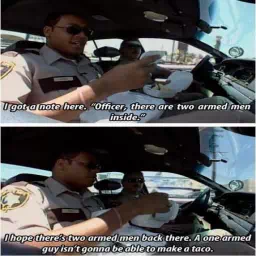 I got a note here. "Officer, there are two armed men
inside."
I hope there's two armed men back there. A one armed
guy isn't gonna be able to make a taco.